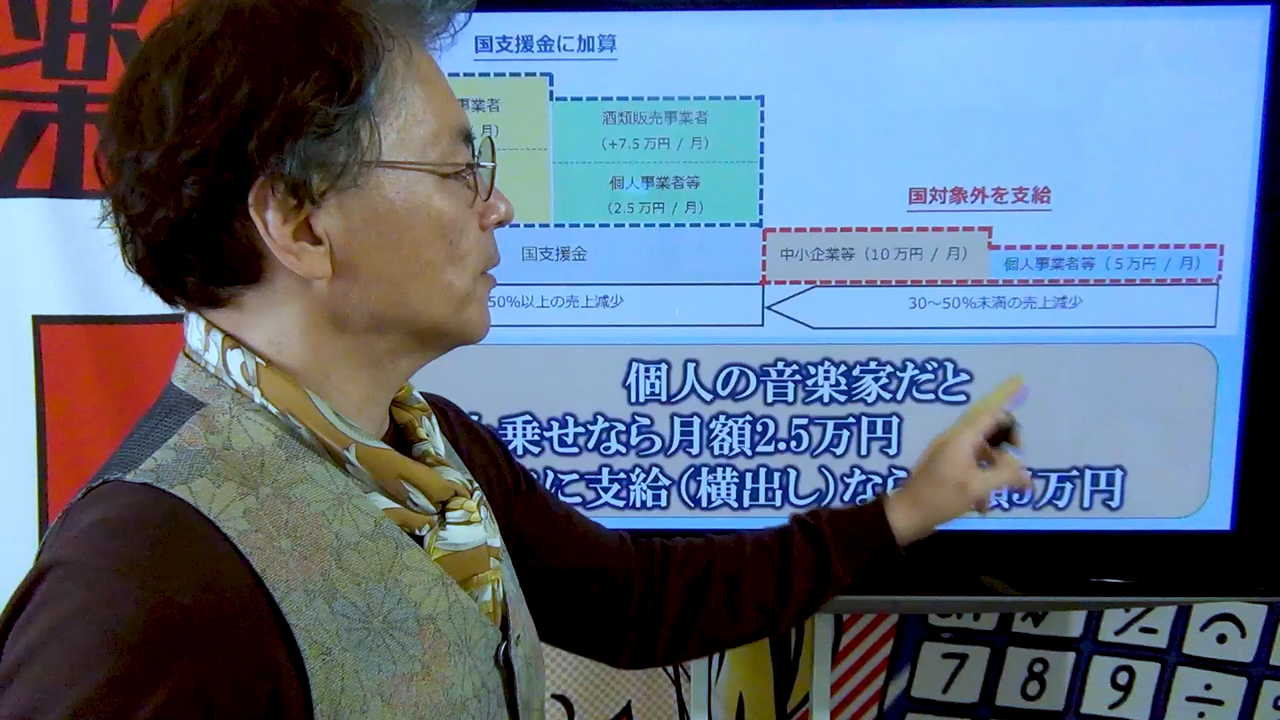 国支援金に加算
事業者
月)
酒類販売事業者
(+7.5万円 / 月)
個人事業者等
(2.5万円 / 月)
国対象外を支給
国支援金
中小企業等(10万円 / 月)
個人事業者等(5万円 / 月)
50%以上の売上減少
30〜50%未満の売上減少
個人の音楽家だと
乗せなら月額2.5万円
に支給(横出し)なら 額5万円
7 8 9 ÷